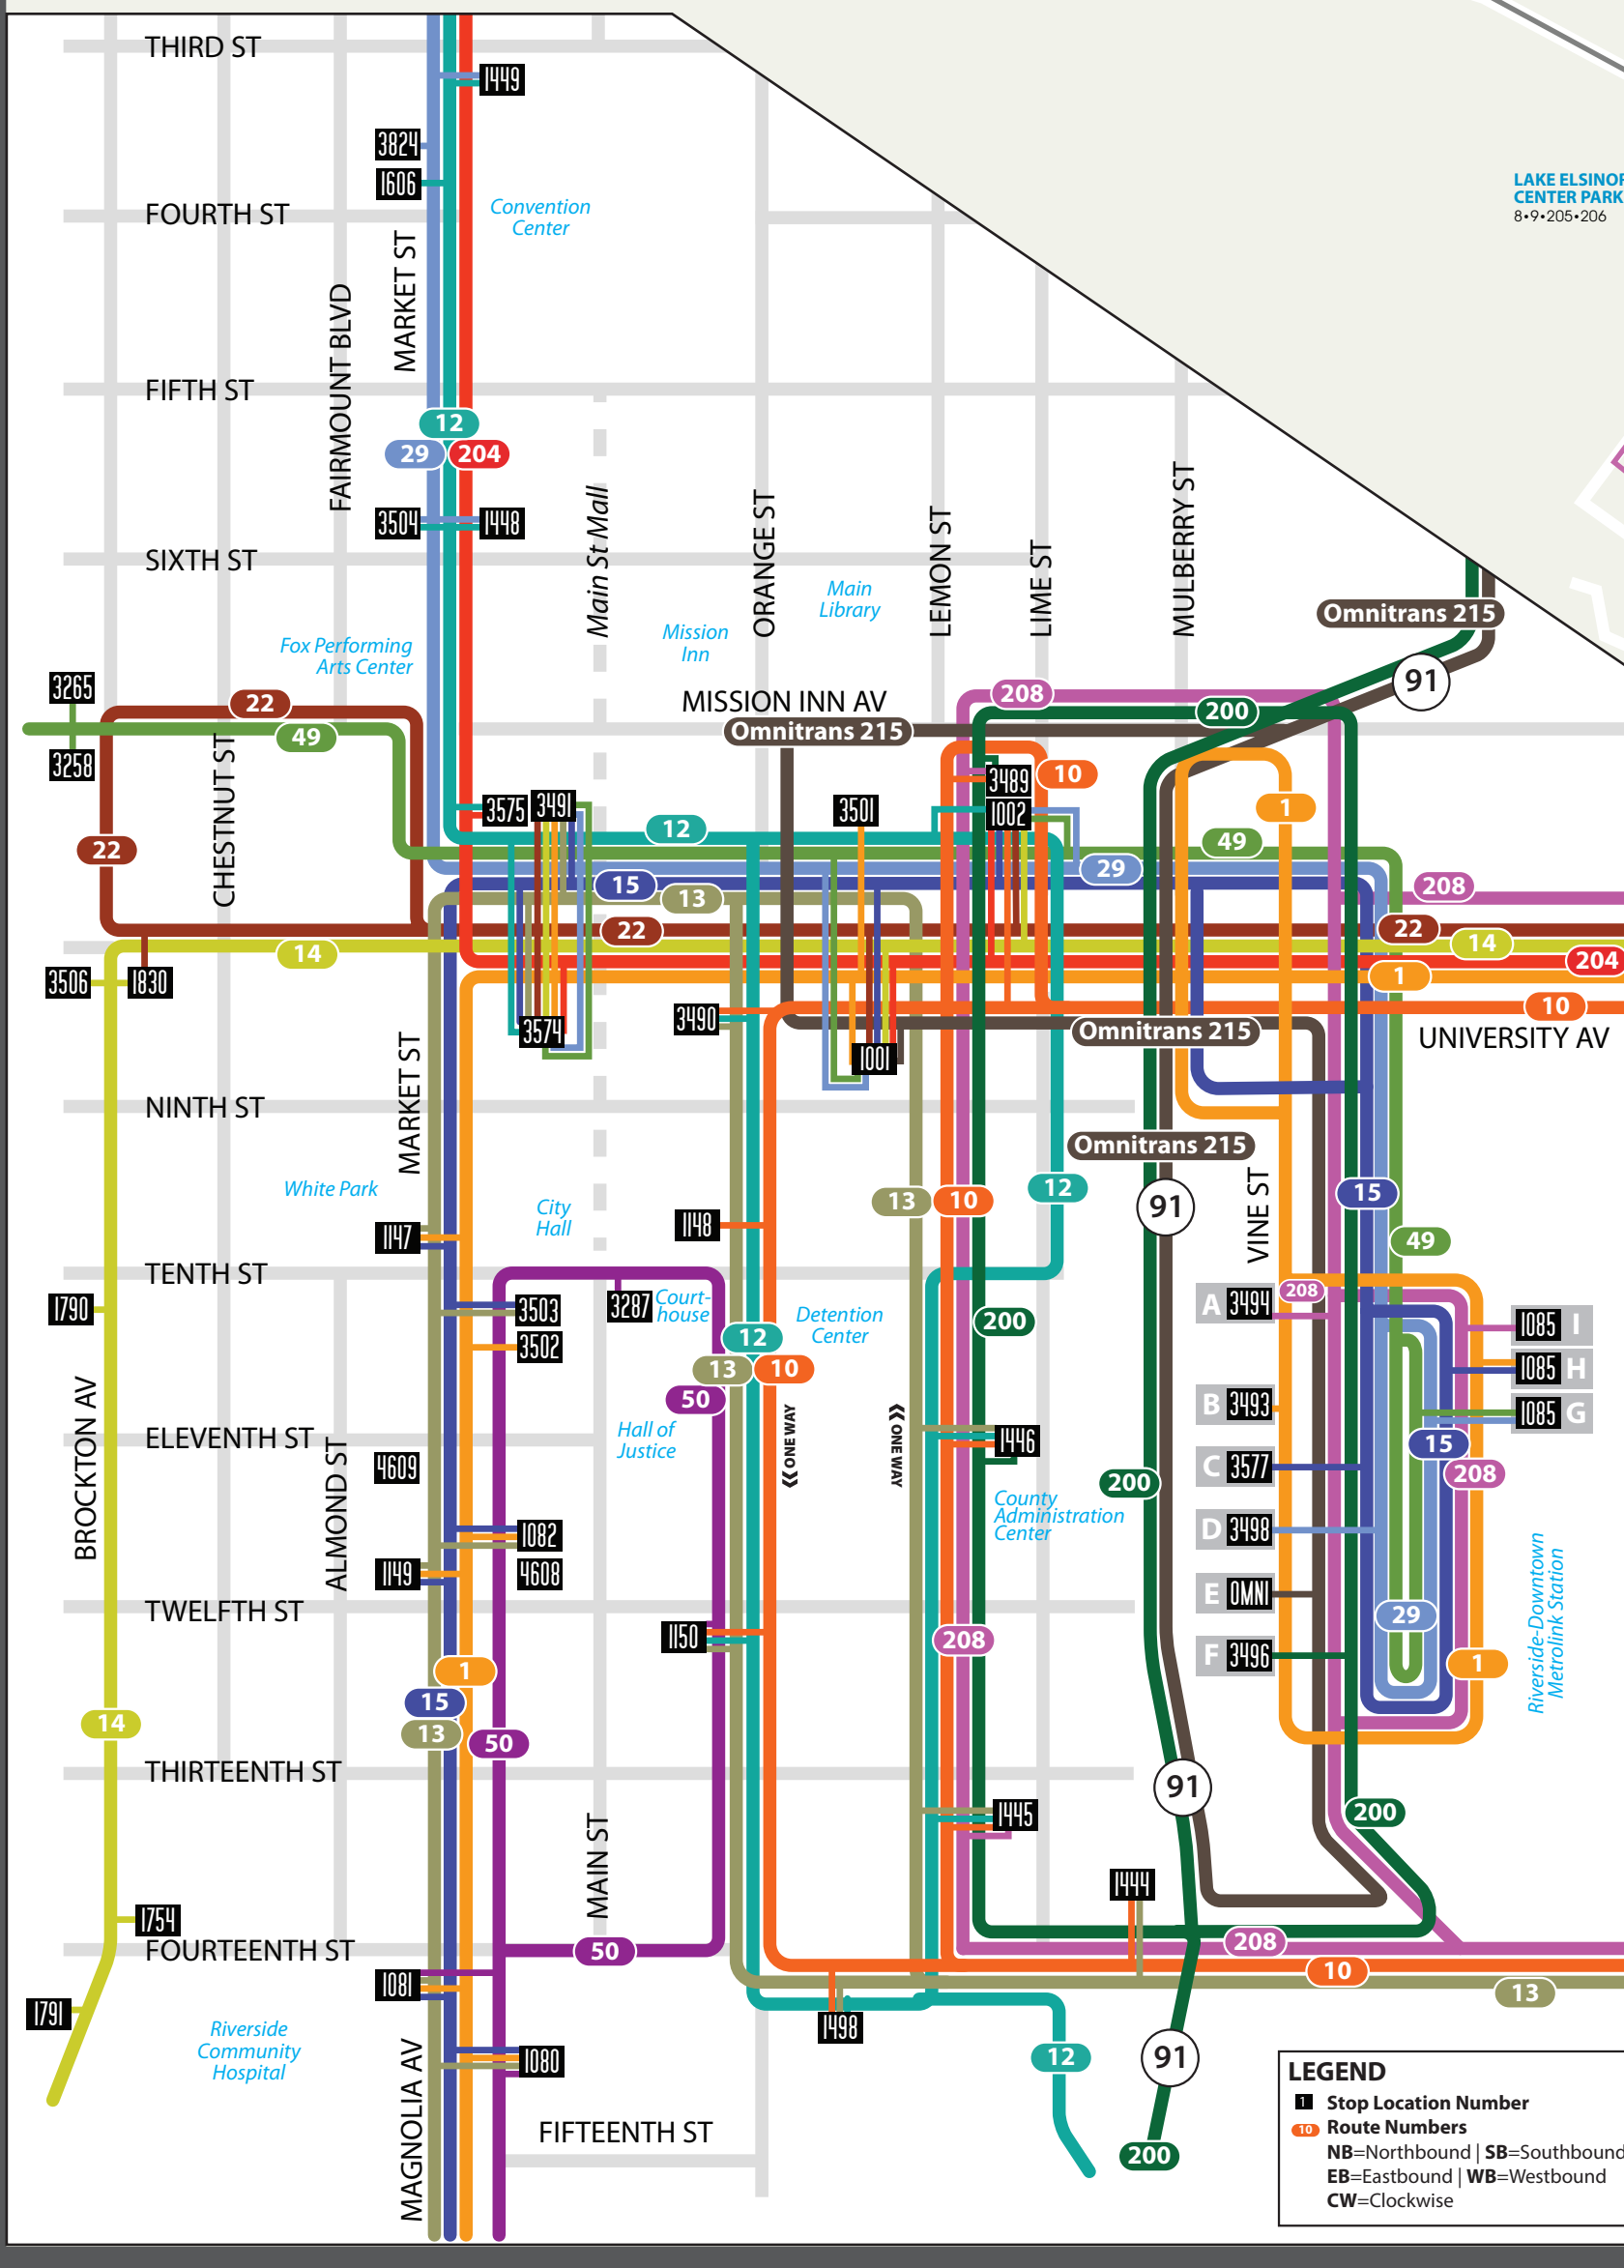 THIRD ST
1449
3824
1606
LAKE ELSINOR
CENTER PARK
8•9•205•206
FOURTH ST
Convention
Center
MARKET ST
FAIRMOUNT BLVD
FIFTH ST
12
29
204
3504
1448
SIXTH ST
Main St Mall
ORANGE ST
LEMON ST
LIME ST
MULBERRY ST
Main
Library
Mission
Inn
Fox Performing
Arts Center
Omnitrans 215
91
3265
22
49
3258
CHESTNUT ST
MISSION INN AV
Omnitrans 215
208
200
3489
1002
10
1
3575
3491
3501
12
49
22
29
15
13
208
22
22
14
14
204
1
10
3506
1830
3574
3490
1001
Omnitrans 215
UNIVERSITY AV
MARKET ST
NINTH ST
Omnitrans 215
White Park
City
Hall
13
10
12
91
VINE ST
15
49
1147
1148
TENTH ST
1790
3503
3502
3287
Court-
house
12
13
10
50
Detention
Center
200
A 3494
208
1085 I
1085 H
1085 G
B 3493
C 3577
D 3498
E OMNI
F 3496
15
208
29
1
Riverside-Downtown
Metrolink Station
BROCKTON AV
ELEVENTH ST
ALMOND ST
4609
Hall of
Justice
ONE WAY
ONE WAY
1446
200
County
Administration
Center
1082
4608
1149
TWELFTH ST
1150
208
1
15
13
14
50
THIRTEENTH ST
91
200
MAIN ST
1445
1444
1754
FOURTEENTH ST
50
208
10
13
1081
1791
1498
Riverside
Community
Hospital
MAGNOLIA AV
1080
12
91
FIFTEENTH ST
200
LEGEND
1 Stop Location Number
10 Route Numbers
NB=Northbound | SB=Southbound
EB=Eastbound | WB=Westbound
CW=Clockwise